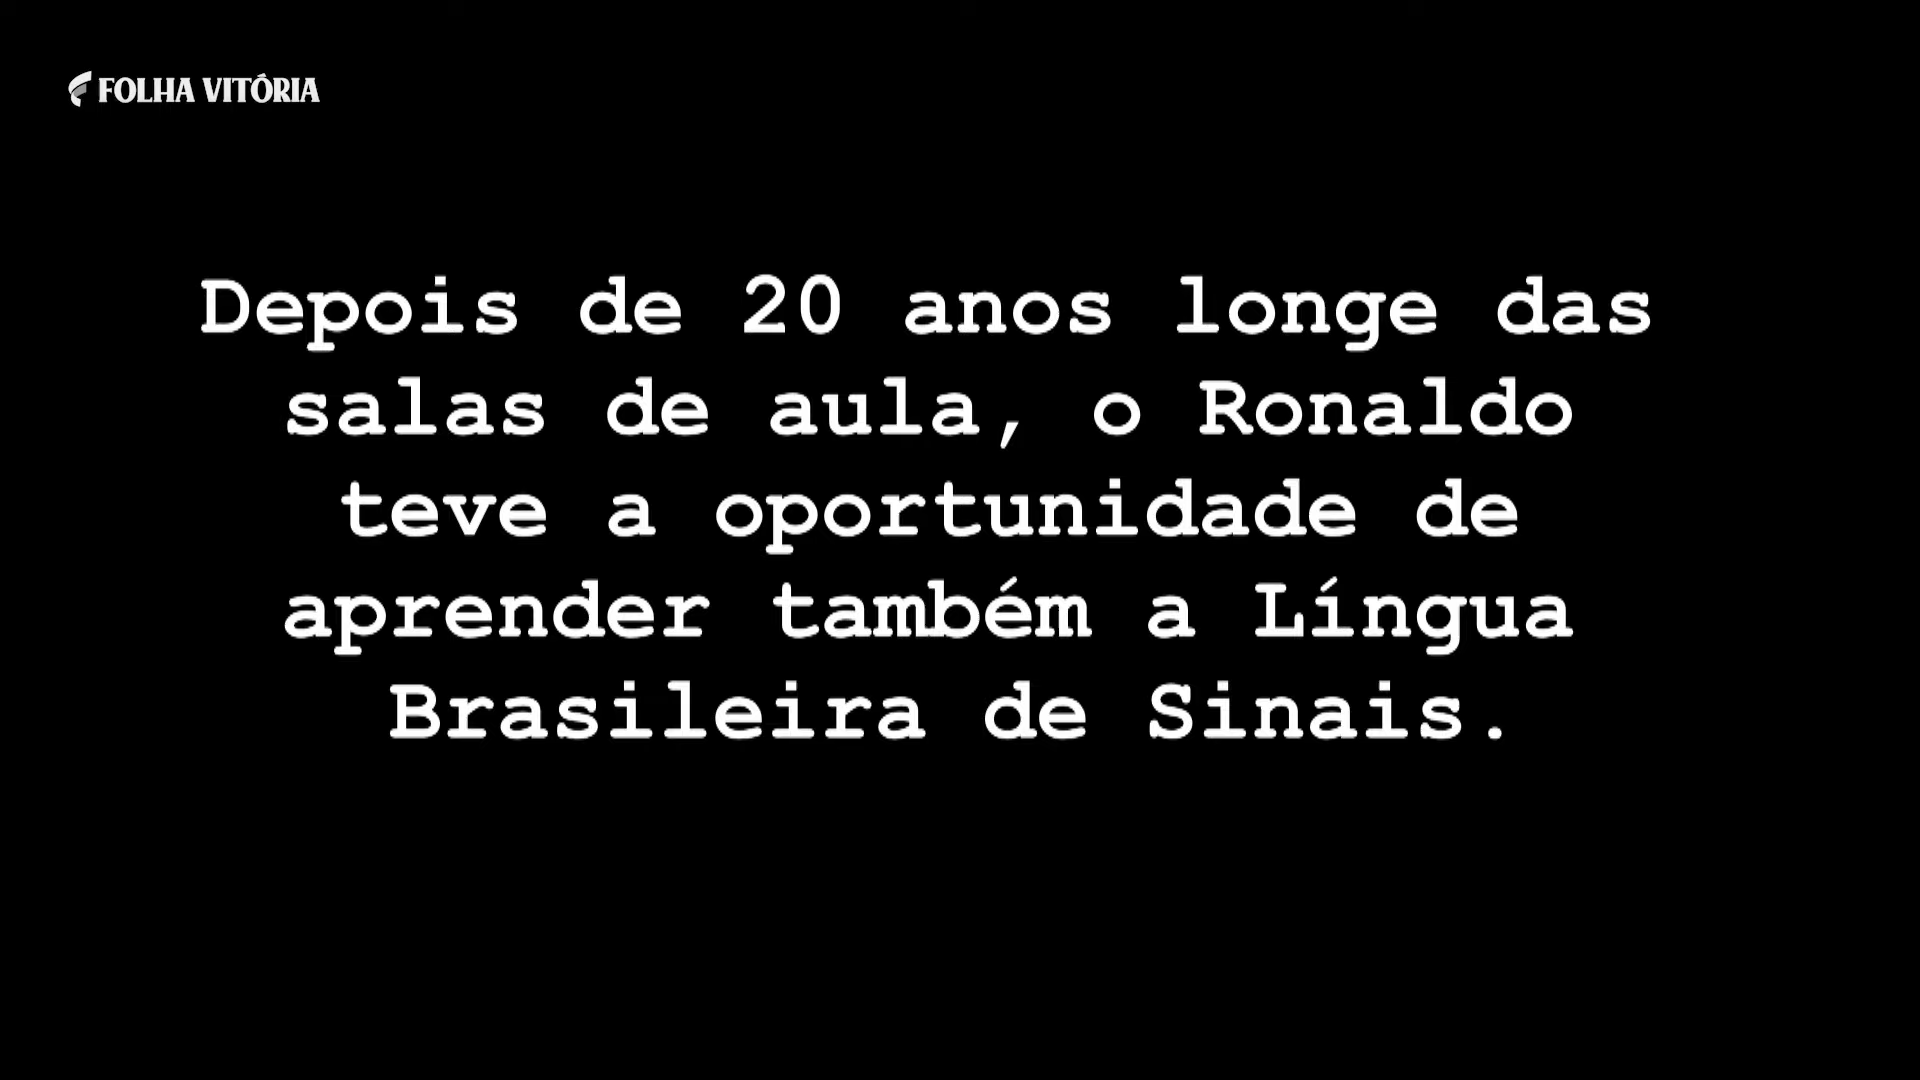 FOLHA VITÓRIA
Depois de 20 anos longe das
salas de aula, o Ronaldo
teve a oportunidade de
aprender também a Língua
Brasileira de Sinais.